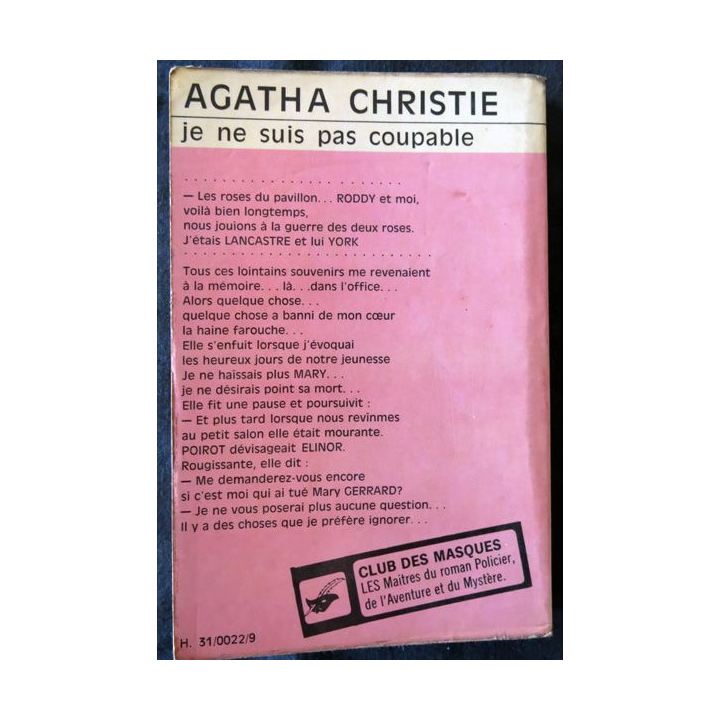 AGATHA CHRISTIE
je ne suis pas coupable
. . . . . . . . . . . . . . . . . . . . . . .
— Les roses du pavillon. . . RODDY et moi,
voilà bien longtemps,
nous jouions à la guerre des deux roses.
J'étais LANCASTRE et lui YORK
. . . . . . . . . . . . . . . . . . . . . . . . . . .
Tous ces lointains souvenirs me revenaient
à la mémoire. . . là. . .dans l'office. . .
Alors quelque chose. . .
quelque chose a banni de mon cœur
la haine farouche. . .
Elle s'enfuit lorsque j'évoquai
les heureux jours de notre jeunesse
Je ne haïssais plus MARY. . .
je ne désirais point sa mort. . .
Elle fit une pause et poursuivit :
— Et plus tard lorsque nous revînmes
au petit salon elle était mourante.
POIROT dévisageait ELINOR.
Rougissante, elle dit :
— Me demanderez-vous encore
si c'est moi qui ai tué Mary GERRARD?
— Je ne vous poserai plus aucune question. . .
Il y a des choses que je préfère ignorer. . .
CLUB DES MASQUES
LES Maîtres du roman Policier,
de l'Aventure et du Mystère.
H. 31/0022/9